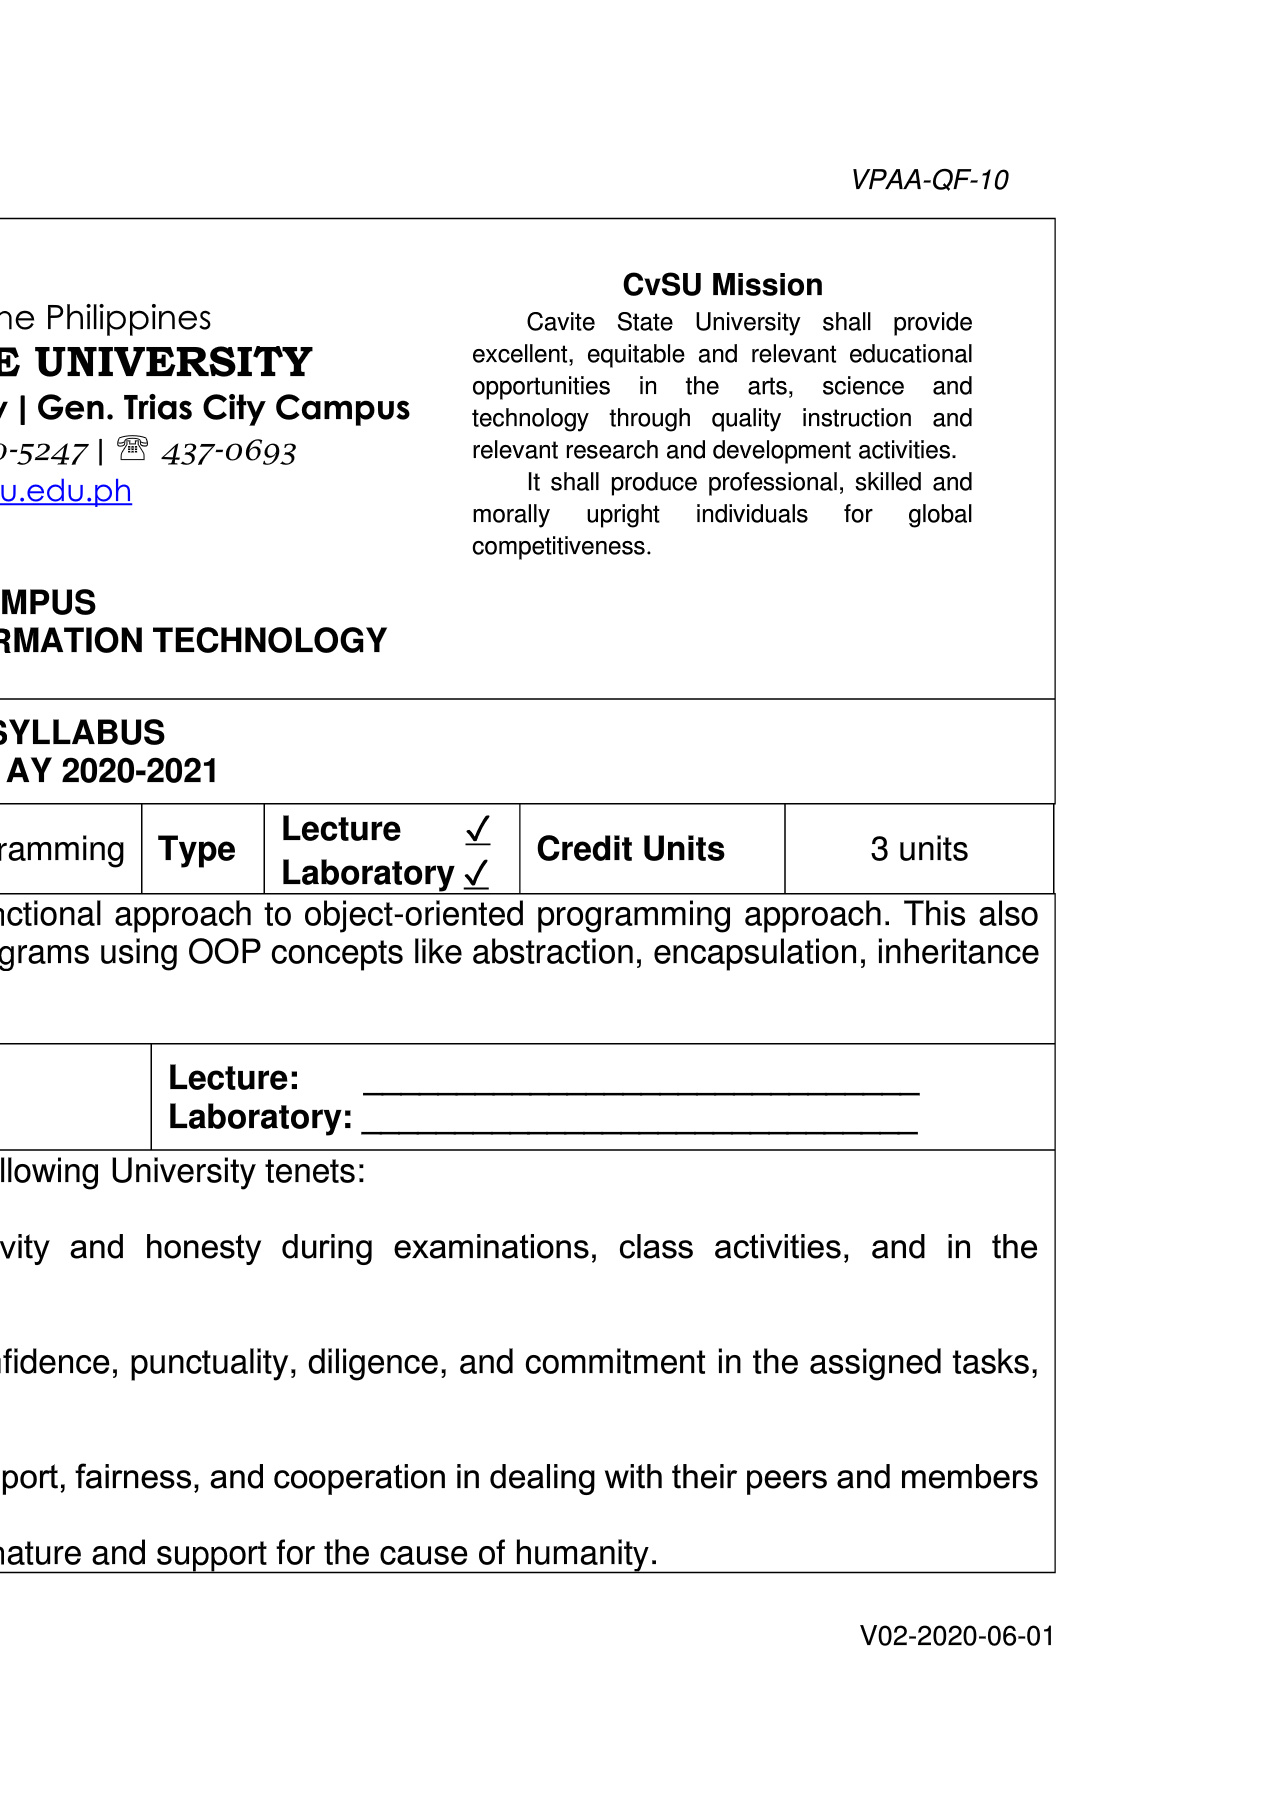 VPAA-QF-10
he Philippines
E UNIVERSITY
y | Gen. Trias City Campus
0-5247 | ☏ 437-0693
u.edu.ph
CvSU Mission
Cavite State University shall provide
excellent, equitable and relevant educational
opportunities in the arts, science and
technology through quality instruction and
relevant research and development activities.
It shall produce professional, skilled and
morally upright individuals for global
competitiveness.
MPUS
RMATION TECHNOLOGY
SYLLABUS
AY 2020-2021
ramming Type Lecture ✓ Credit Units 3 units
Laboratory ✓
nctional approach to object-oriented programming approach. This also
grams using OOP concepts like abstraction, encapsulation, inheritance
Lecture: ______________________________
Laboratory: ______________________________
llowing University tenets:
vity and honesty during examinations, class activities, and in the
nfidence, punctuality, diligence, and commitment in the assigned tasks,
port, fairness, and cooperation in dealing with their peers and members
nature and support for the cause of humanity.
V02-2020-06-01